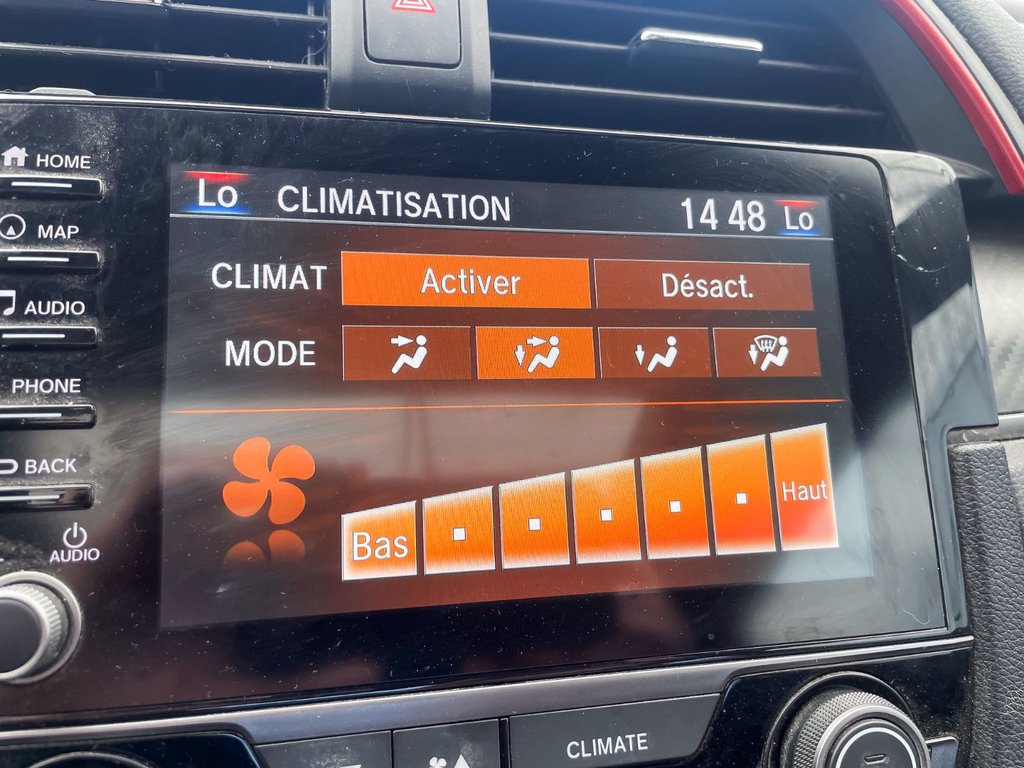 HOME
MAP
AUDIO
PHONE
BACK
AUDIO
Lo CLIMATISATION 14 48 Lo
CLIMAT Activer Désact.
MODE
Bas Haut
CLIMATE